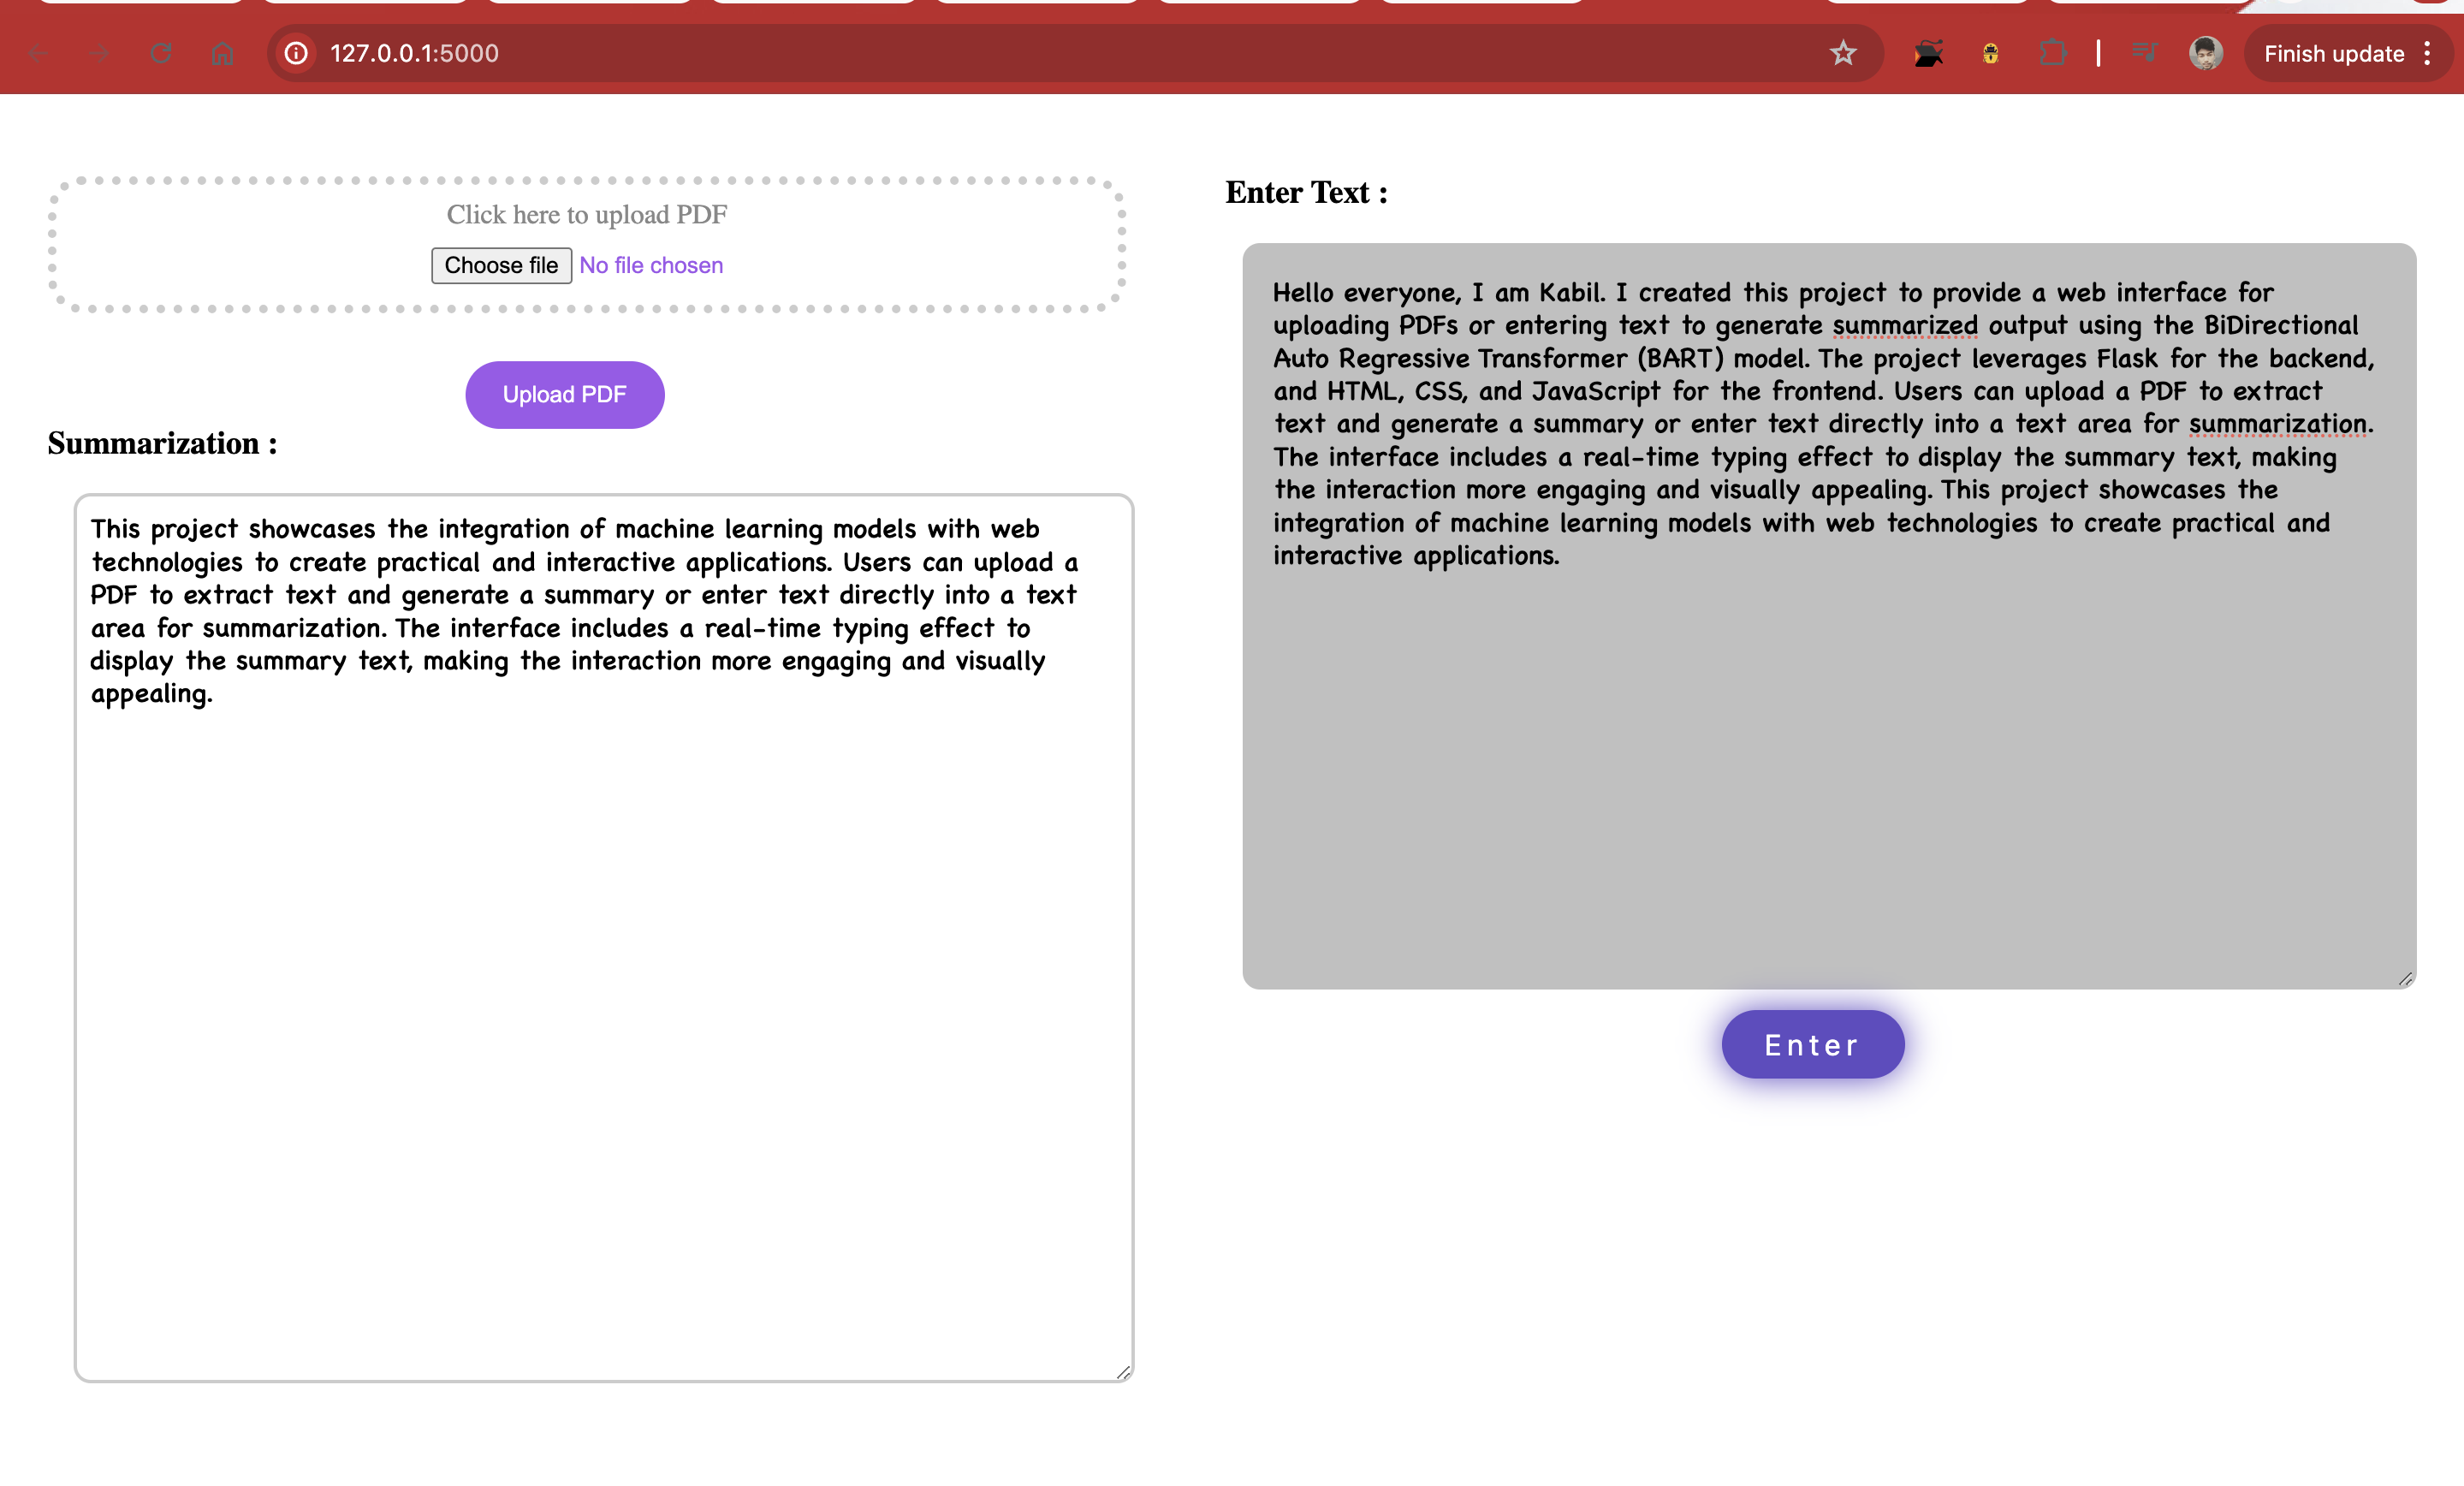 127.0.0.1:5000
Finish update
Click here to upload PDF
Choose file No file chosen
Upload PDF
Summarization :
This project showcases the integration of machine learning models with web
technologies to create practical and interactive applications. Users can upload a
PDF to extract text and generate a summary or enter text directly into a text
area for summarization. The interface includes a real-time typing effect to
display the summary text, making the interaction more engaging and visually
appealing.
Enter Text :
Hello everyone, I am Kabil. I created this project to provide a web interface for
uploading PDFs or entering text to generate summarized output using the BiDirectional
Auto Regressive Transformer (BART) model. The project leverages Flask for the backend,
and HTML, CSS, and JavaScript for the frontend. Users can upload a PDF to extract
text and generate a summary or enter text directly into a text area for summarization.
The interface includes a real-time typing effect to display the summary text, making
the interaction more engaging and visually appealing. This project showcases the
integration of machine learning models with web technologies to create practical and
interactive applications.
Enter